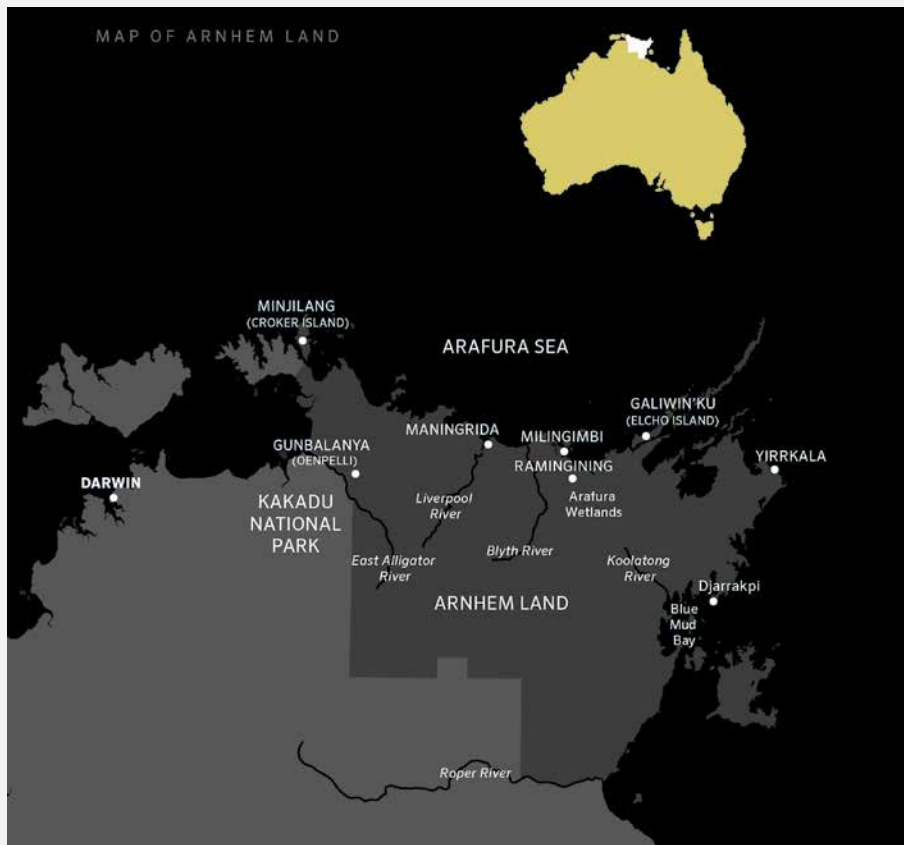 MAP OF ARNHEM LAND
MINJILANG
(CROKER ISLAND)
ARAFURA SEA
GALIWIN'KU
(ELCHO ISLAND)
MANINGRIDA
MILINGIMBI
GUNBALANYA
(OENPELLI)
RAMINGINING
YIRRKALA
DARWIN
KAKADU
NATIONAL
PARK
Liverpool
River
Arafura
Wetlands
East Alligator
River
Blyth River
Koolatong
River
Djarrakpi
ARNHEM LAND
Blue
Mud
Bay
Roper River